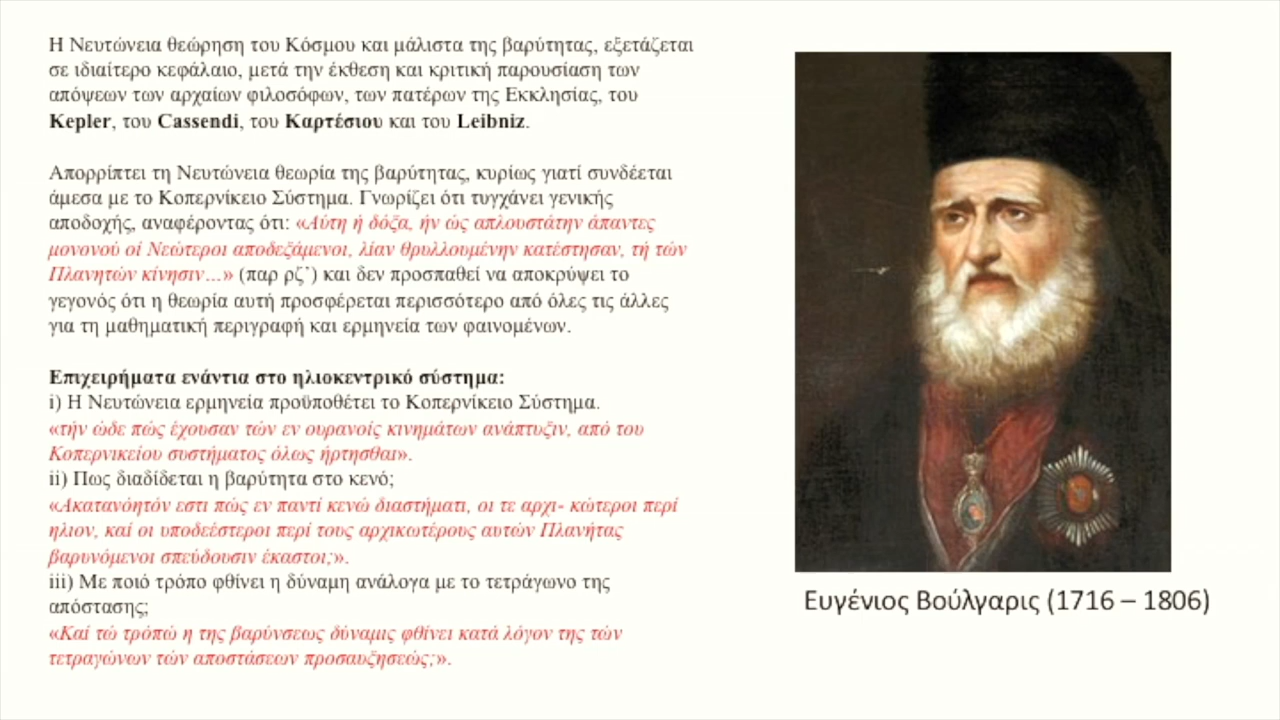 Η Νευτώνεια θεώρηση του Κόσμου και μάλιστα της βαρύτητας, εξετάζεται
σε ιδιαίτερο κεφάλαιο, μετά την έκθεση και κριτική παρουσίαση των
απόψεων των αρχαίων φιλοσόφων, των πατέρων της Εκκλησίας, του
Kepler, του Cassendi, του Καρτέσιου και του Leibniz.
Απορρίπτει τη Νευτώνεια θεωρία της βαρύτητας, κυρίως γιατί συνδέεται
άμεσα με το Κοπερνίκειο Σύστημα. Γνωρίζει ότι τυγχάνει γενικής
αποδοχής, αναφέροντας ότι: «Αύτη ή δόξα, ήν ώς απλουστάτην άπαντες
μονονού οί Νεώτεροι αποδεξάμενοι, λίαν θρυλλουμένην κατέστησαν, τή τών
Πλανητών κίνησιν…» (παρ ρζ΄) και δεν προσπαθεί να αποκρύψει το
γεγονός ότι η θεωρία αυτή προσφέρεται περισσότερο από όλες τις άλλες
για τη μαθηματική περιγραφή και ερμηνεία των φαινομένων.
Επιχειρήματα ενάντια στο ηλιοκεντρικό σύστημα:
i) Η Νευτώνεια ερμηνεία προϋποθέτει το Κοπερνίκειο Σύστημα.
«τήν ώδε πώς έχουσαν τών εν ουρανοίς κινημάτων ανάπτυξιν, από του
Κοπερνικείου συστήματος όλως ήρτησθαι».
ii) Πως διαδίδεται η βαρύτητα στο κενό;
«Ακατανόητόν εστι πώς εν παντί κενώ διαστήματι, οι τε αρχι- κώτεροι περί
ηλιον, καί οι υποδεέστεροι περί τους αρχικωτέρους αυτών Πλανήτας
βαρυνόμενοι σπεύδουσιν έκαστοι;».
iii) Με ποιό τρόπο φθίνει η δύναμη ανάλογα με το τετράγωνο της
απόστασης;
«Καί τώ τρόπώ η της βαρύνσεως δύναμις φθίνει κατά λόγον της τών
τετραγώνων τών αποστάσεων προσαυξησεώς;».
Ευγένιος Βούλγαρις (1716 – 1806)